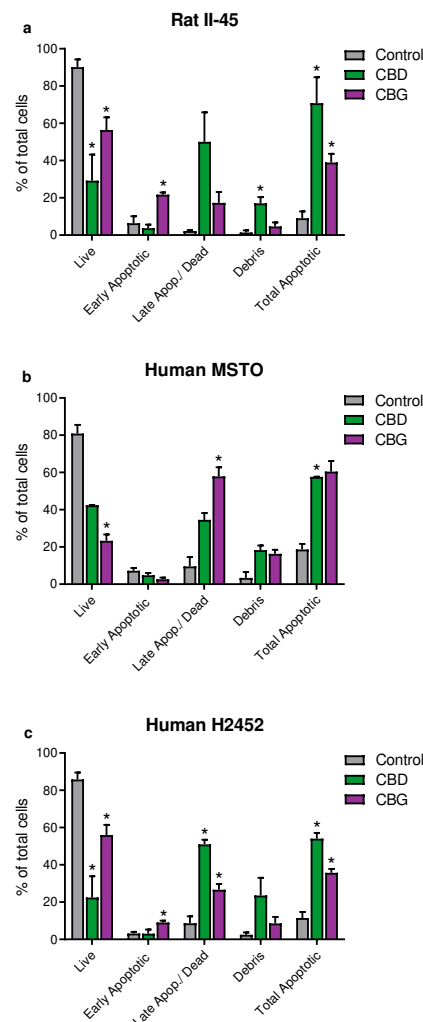 a
Rat II-45
% of total cells
100
80
60
40
20
0
Control
CBD
CBG
*
*
*
*
*
*
Live
Early Apoptotic
Late Apop./ Dead
Debris
Total Apoptotic
b
Human MSTO
% of total cells
100
80
60
40
20
0
Control
CBD
CBG
*
*
*
Live
Early Apoptotic
Late Apop./ Dead
Debris
Total Apoptotic
c
Human H2452
% of total cells
100
80
60
40
20
0
Control
CBD
CBG
*
*
*
*
*
*
*
Live
Early Apoptotic
Late Apop./ Dead
Debris
Total Apoptotic